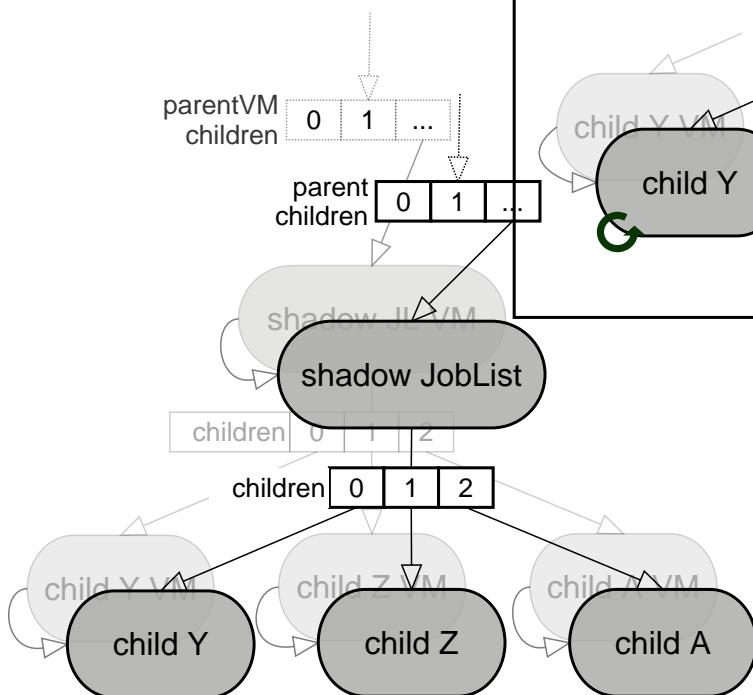 parentVM
children
0 1 ...
parent
children
0 1 ...
child Y VM
child Y
shadow JL VM
shadow JobList
children 0 1 2
children 0 1 2
child Y VM
child Z VM
child A VM
child Y
child Z
child A